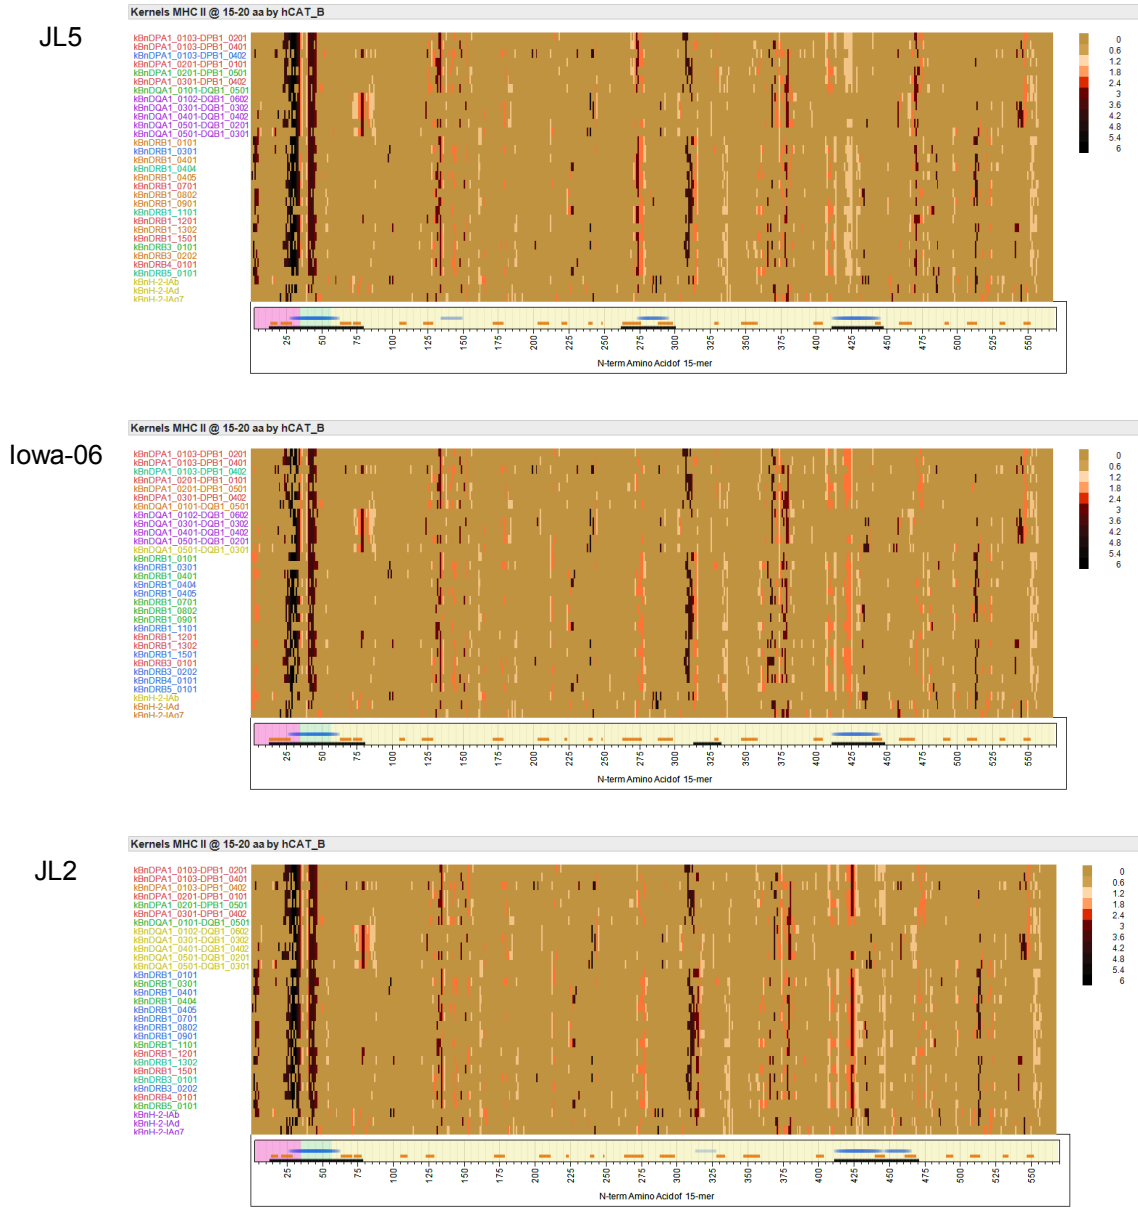 JL5
Kernels MHC II @ 15-20 aa by hCAT_B
kBnDPA1_0103-DPB1_0201
kBnDPA1_0103-DPB1_0401
kBnDPA1_0103-DPB1_0402
kBnDPA1_0201-DPB1_0101
kBnDPA1_0201-DPB1_0501
kBnDPA1_0301-DPB1_0402
kBnDQA1_0101-DQB1_0501
kBnDQA1_0102-DQB1_0602
kBnDQA1_0301-DQB1_0302
kBnDQA1_0401-DQB1_0402
kBnDQA1_0501-DQB1_0201
kBnDQA1_0501-DQB1_0301
kBnDRB1_0101
kBnDRB1_0301
kBnDRB1_0401
kBnDRB1_0404
kBnDRB1_0405
kBnDRB1_0701
kBnDRB1_0802
kBnDRB1_0901
kBnDRB1_1101
kBnDRB1_1201
kBnDRB1_1302
kBnDRB1_1501
kBnDRB3_0101
kBnDRB3_0202
kBnDRB4_0101
kBnDRB5_0101
kBnH-2-IAb
kBnH-2-IAd
kBnH-2-IAg7
0
0.6
1.2
1.8
2.4
3
3.6
4.2
4.8
5.4
6
25 50 75 100 125 150 175 200 225 250 275 300 325 350 375 400 425 450 475 500 525 550
N-term Amino Acidof 15-mer
Iowa-06
Kernels MHC II @ 15-20 aa by hCAT_B
kBnDPA1_0103-DPB1_0201
kBnDPA1_0103-DPB1_0401
kBnDPA1_0103-DPB1_0402
kBnDPA1_0201-DPB1_0101
kBnDPA1_0201-DPB1_0501
kBnDPA1_0301-DPB1_0402
kBnDQA1_0101-DQB1_0501
kBnDQA1_0102-DQB1_0602
kBnDQA1_0301-DQB1_0302
kBnDQA1_0401-DQB1_0402
kBnDQA1_0501-DQB1_0201
kBnDQA1_0501-DQB1_0301
kBnDRB1_0101
kBnDRB1_0301
kBnDRB1_0401
kBnDRB1_0404
kBnDRB1_0405
kBnDRB1_0701
kBnDRB1_0802
kBnDRB1_0901
kBnDRB1_1101
kBnDRB1_1201
kBnDRB1_1302
kBnDRB1_1501
kBnDRB3_0101
kBnDRB3_0202
kBnDRB4_0101
kBnDRB5_0101
kBnH-2-IAb
kBnH-2-IAd
kBnH-2-IAg7
0
0.6
1.2
1.8
2.4
3
3.6
4.2
4.8
5.4
6
25 50 75 100 125 150 175 200 225 250 275 300 325 350 375 400 425 450 475 500 525 550
N-term Amino Acidof 15-mer
JL2
Kernels MHC II @ 15-20 aa by hCAT_B
kBnDPA1_0103-DPB1_0201
kBnDPA1_0103-DPB1_0401
kBnDPA1_0103-DPB1_0402
kBnDPA1_0201-DPB1_0101
kBnDPA1_0201-DPB1_0501
kBnDPA1_0301-DPB1_0402
kBnDQA1_0101-DQB1_0501
kBnDQA1_0102-DQB1_0602
kBnDQA1_0301-DQB1_0302
kBnDQA1_0401-DQB1_0402
kBnDQA1_0501-DQB1_0201
kBnDQA1_0501-DQB1_0301
kBnDRB1_0101
kBnDRB1_0301
kBnDRB1_0401
kBnDRB1_0404
kBnDRB1_0405
kBnDRB1_0701
kBnDRB1_0802
kBnDRB1_0901
kBnDRB1_1101
kBnDRB1_1201
kBnDRB1_1302
kBnDRB1_1501
kBnDRB3_0101
kBnDRB3_0202
kBnDRB4_0101
kBnDRB5_0101
kBnH-2-IAb
kBnH-2-IAd
kBnH-2-IAg7
0
0.6
1.2
1.8
2.4
3
3.6
4.2
4.8
5.4
6
25 50 75 100 125 150 175 200 225 250 275 300 325 350 375 400 425 450 475 500 525 550
N-term Amino Acidof 15-mer